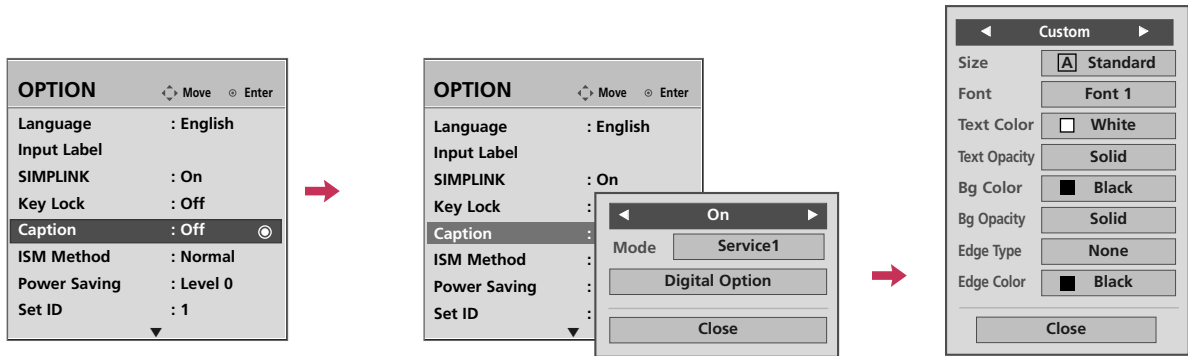 OPTION Move Enter
Language : English
Input Label
SIMPLINK : On
Key Lock : Off
Caption : Off
ISM Method : Normal
Power Saving : Level 0
Set ID : 1
OPTION Move Enter
Language : English
Input Label
SIMPLINK : On
Key Lock :
Caption :
ISM Method :
Power Saving :
Set ID :
On
Mode Service1
Digital Option
Close
Custom
Size A Standard
Font Font 1
Text Color White
Text Opacity Solid
Bg Color Black
Bg Opacity Solid
Edge Type None
Edge Color Black
Close